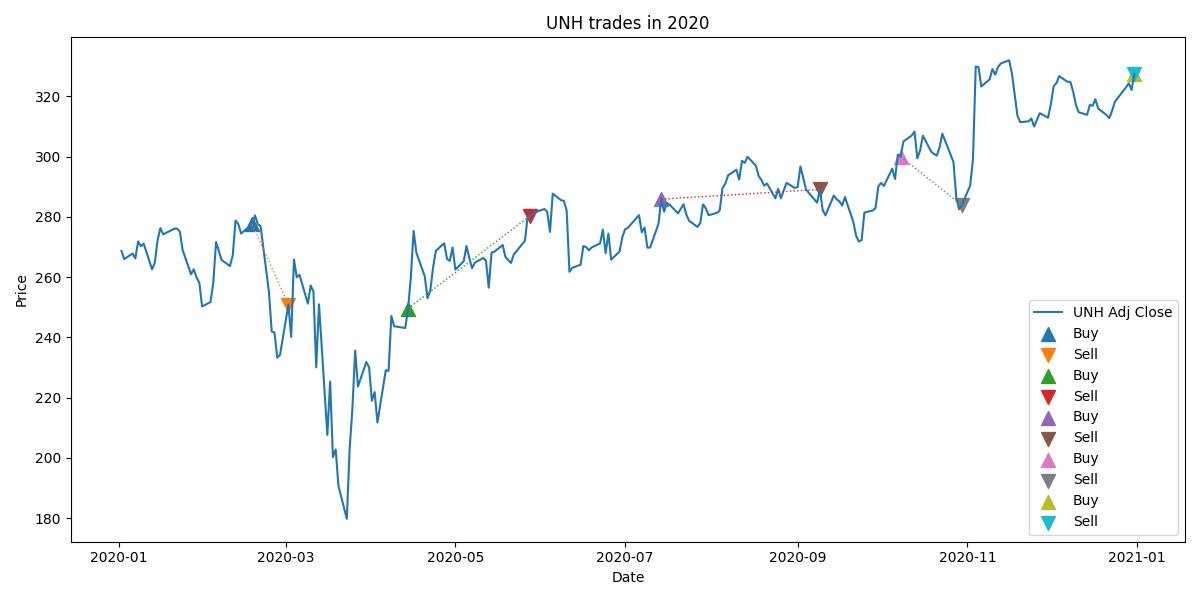 UNH trades in 2020
Price
320
300
280
260
240
220
200
180
UNH Adj Close
Buy
Sell
Buy
Sell
Buy
Sell
Buy
Sell
Buy
Sell
2020-01 2020-03 2020-05 2020-07 2020-09 2020-11 2021-01
Date